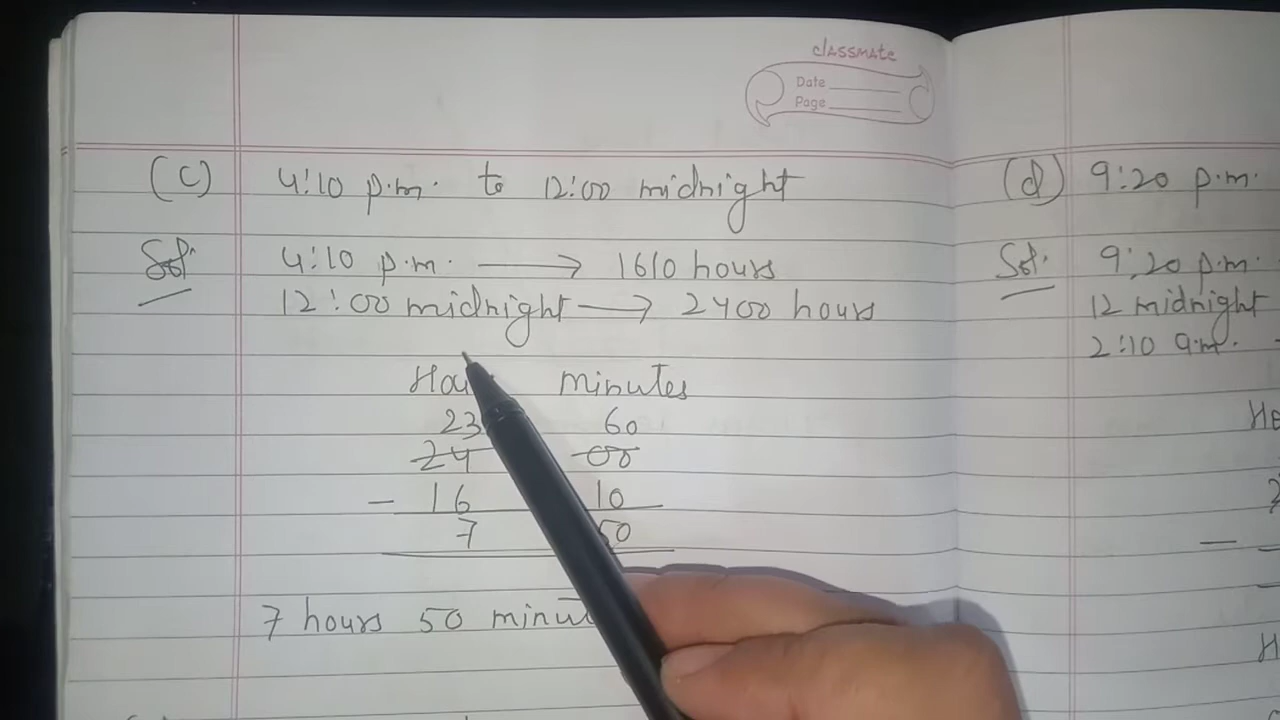 classmate
Date
Page
(c) 4:10 p.m. to 12:00 midnight
Sol. 4:10 p.m. → 1610 hours
12:00 midnight → 2400 hours
minutes
23 60
24 00
- 16 10
7 50
7 hours 50
(d) 9:20 p.m.
Sol. 9:20 p.m.
12 midnight
2:10 a.m.